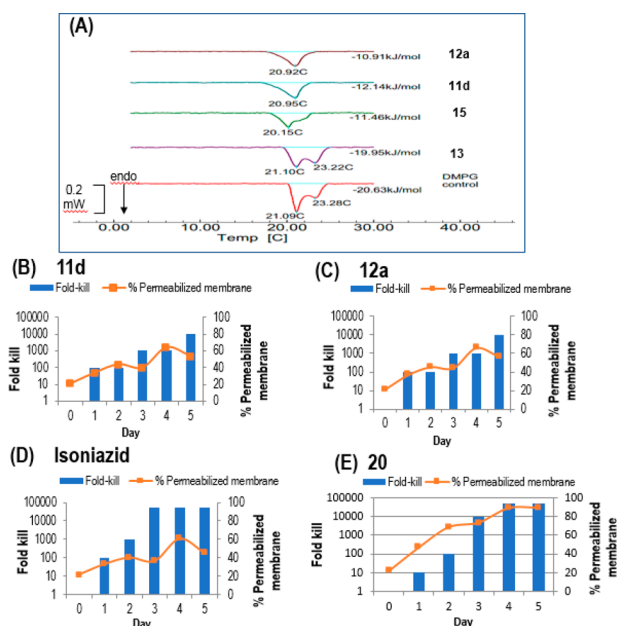 (A)
-10.91kJ/mol 12a
20.92C
-12.14kJ/mol 11d
20.95C
-11.46kJ/mol 15
20.15C
-19.95kJ/mol 13
21.10C 23.22C
DMPG
control
endo
-20.63kJ/mol
0.2
mW
21.09C 23.28C
0.00 10.00 20.00 30.00 40.00
Temp [C]
(B) 11d
Fold-kill % Permeabilized membrane
100000 100
10000 80
1000 60
100 40
10 20
1 0
0 1 2 3 4 5
Day
Fold kill
% Permeabilized
membrane
(C) 12a
Fold-kill % Permeabilized membrane
100000 100
10000 80
1000 60
100 40
10 20
1 0
0 1 2 3 4 5
Day
Fold kill
% Permeabilized
membrane
(D) Isoniazid
Fold-kill % Permeabilized membrane
100000 100
10000 80
1000 60
100 40
10 20
1 0
0 1 2 3 4 5
Day
Fold kill
% Permeabilized
membrane
(E) 20
Fold-kill % Permeabilized membrane
100000 100
10000 80
1000 60
100 40
10 20
1 0
0 1 2 3 4 5
Day
Fold kill
% Permeabilized
membrane